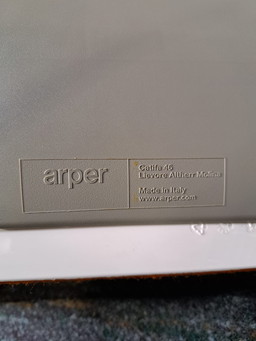 arper
Catifa 46
Lievore Altherr Molina
Made in Italy
www.arper.com